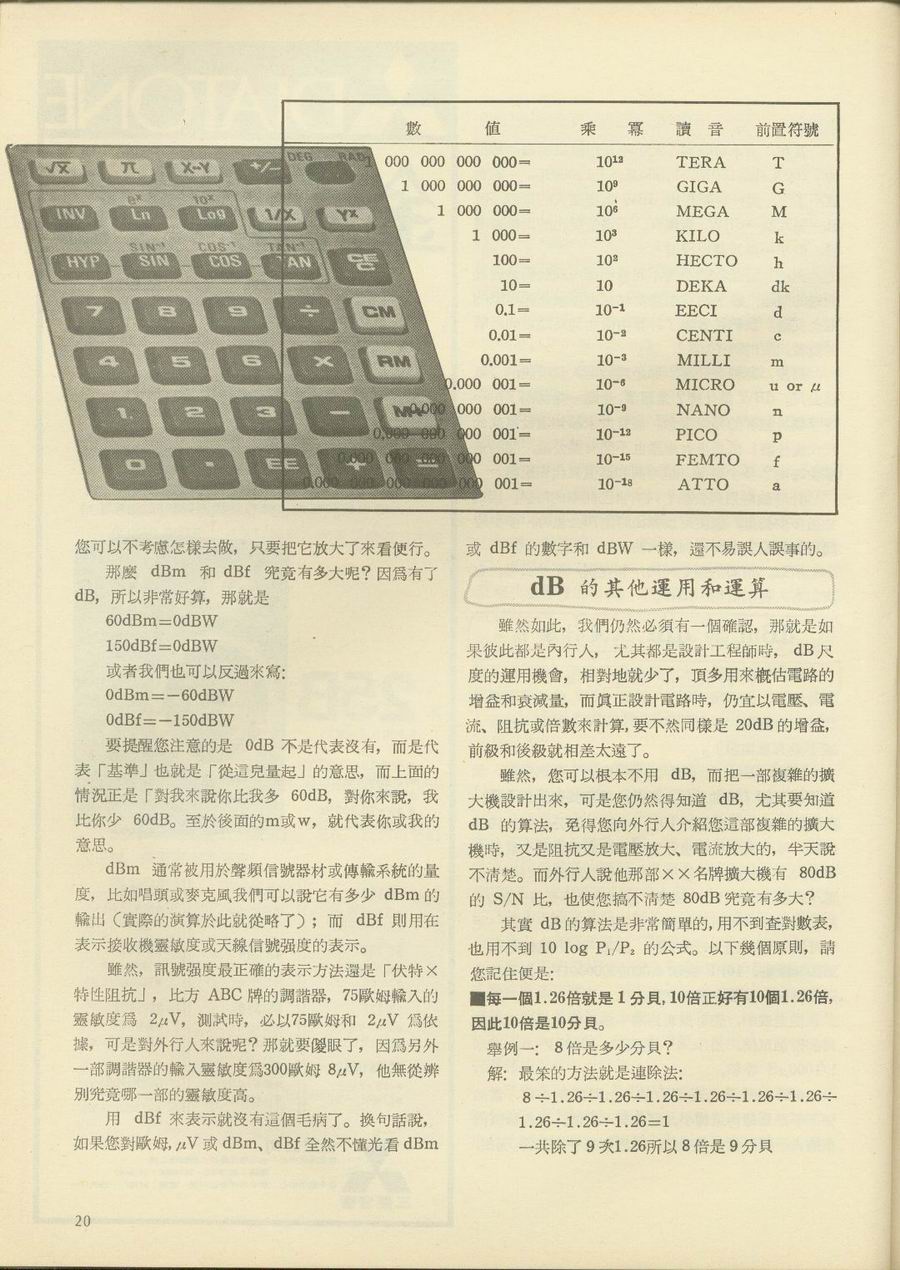 數 値 乘 冪 讀 音 前置符號
1 000 000 000 000= 10¹² TERA T
1 000 000 000= 10⁹ GIGA G
1 000 000= 10⁶ MEGA M
1 000= 10³ KILO k
100= 10² HECTO h
10= 10 DEKA dk
0.1= 10⁻¹ EECI d
0.01= 10⁻² CENTI c
0.001= 10⁻³ MILLI m
0.000 001= 10⁻⁶ MICRO u or μ
0.000 000 001= 10⁻⁹ NANO n
0.000 000 000 001= 10⁻¹² PICO p
0.000 000 000 000 001= 10⁻¹⁵ FEMTO f
0.000 000 000 000 000 001= 10⁻¹⁸ ATTO a
√X π X-Y +/- DEG RAD
eˣ 10ˣ
INV Ln Log 1/X Yˣ
SIN⁻¹ COS⁻¹ TAN⁻¹
HYP SIN COS TAN CE C
7 8 9 ÷ CM
4 5 6 × RM
1 2 3 − M+
0 · EE + =
您可以不考慮怎樣去做，只要把它放大了來看便行。
那麼 dBm 和 dBf 究竟有多大呢？因爲有了
dB，所以非常好算，那就是
60dBm=0dBW
150dBf=0dBW
或者我們也可以反過來寫：
0dBm=−60dBW
0dBf=−150dBW
要提醒您注意的是 0dB 不是代表沒有，而是代
表「基準」也就是「從這兒量起」的意思，而上面的
情況正是「對我來說你比我多 60dB，對你來說，我
比你少 60dB。至於後面的m或w，就代表你或我的
意思。
dBm 通常被用於聲頻信號器材或傳輸系統的量
度，比如唱頭或麥克風我們可以說它有多少 dBm 的
輸出（實際的演算於此就從略了）；而 dBf 則用在
表示接收機靈敏度或天線信號强度的表示。
雖然，訊號强度最正確的表示方法還是「伏特×
特性阻抗」，比方 ABC 牌的調諧器，75歐姆輸入的
靈敏度爲 2μV，測試時，必以75歐姆和 2μV 爲依
據，可是對外行人來說呢？那就要傻眼了，因爲另外
一部調諧器的輸入靈敏度爲300歐姆 8μV，他無從辨
別究竟哪一部的靈敏度高。
用 dBf 來表示就沒有這個毛病了。換句話說，
如果您對歐姆，μV 或 dBm、dBf 全然不懂光看 dBm
或 dBf 的數字和 dBW 一樣，還不易誤人誤事的。
dB 的其他運用和運算
雖然如此，我們仍然必須有一個確認，那就是如
果彼此都是內行人，尤其都是設計工程師時，dB尺
度的運用機會，相對地就少了，頂多用來概估電路的
增益和衰減量，而眞正設計電路時，仍宜以電壓、電
流、阻抗或倍數來計算，要不然同樣是 20dB 的增益，
前級和後級就相差太遠了。
雖然，您可以根本不用 dB，而把一部複雜的擴
大機設計出來，可是您仍然得知道 dB，尤其要知道
dB 的算法，免得您向外行人介紹您這部複雜的擴大
機時，又是阻抗又是電壓放大、電流放大的，半天說
不清楚。而外行人說他那部××名牌擴大機有 80dB
的 S/N 比，也使您搞不清楚 80dB 究竟有多大？
其實 dB 的算法是非常簡單的，用不到査對數表，
也用不到 10 log P₁/P₂ 的公式。以下幾個原則，請
您記住便是：
■每一個1.26倍就是 1 分貝，10倍正好有10個1.26倍，
因此10倍是10分貝。
舉例一： 8 倍是多少分貝？
解： 最笨的方法就是連除法：
8÷1.26÷1.26÷1.26÷1.26÷1.26÷1.26÷
1.26÷1.26÷1.26=1
一共除了 9 次1.26所以 8 倍是 9 分貝
20